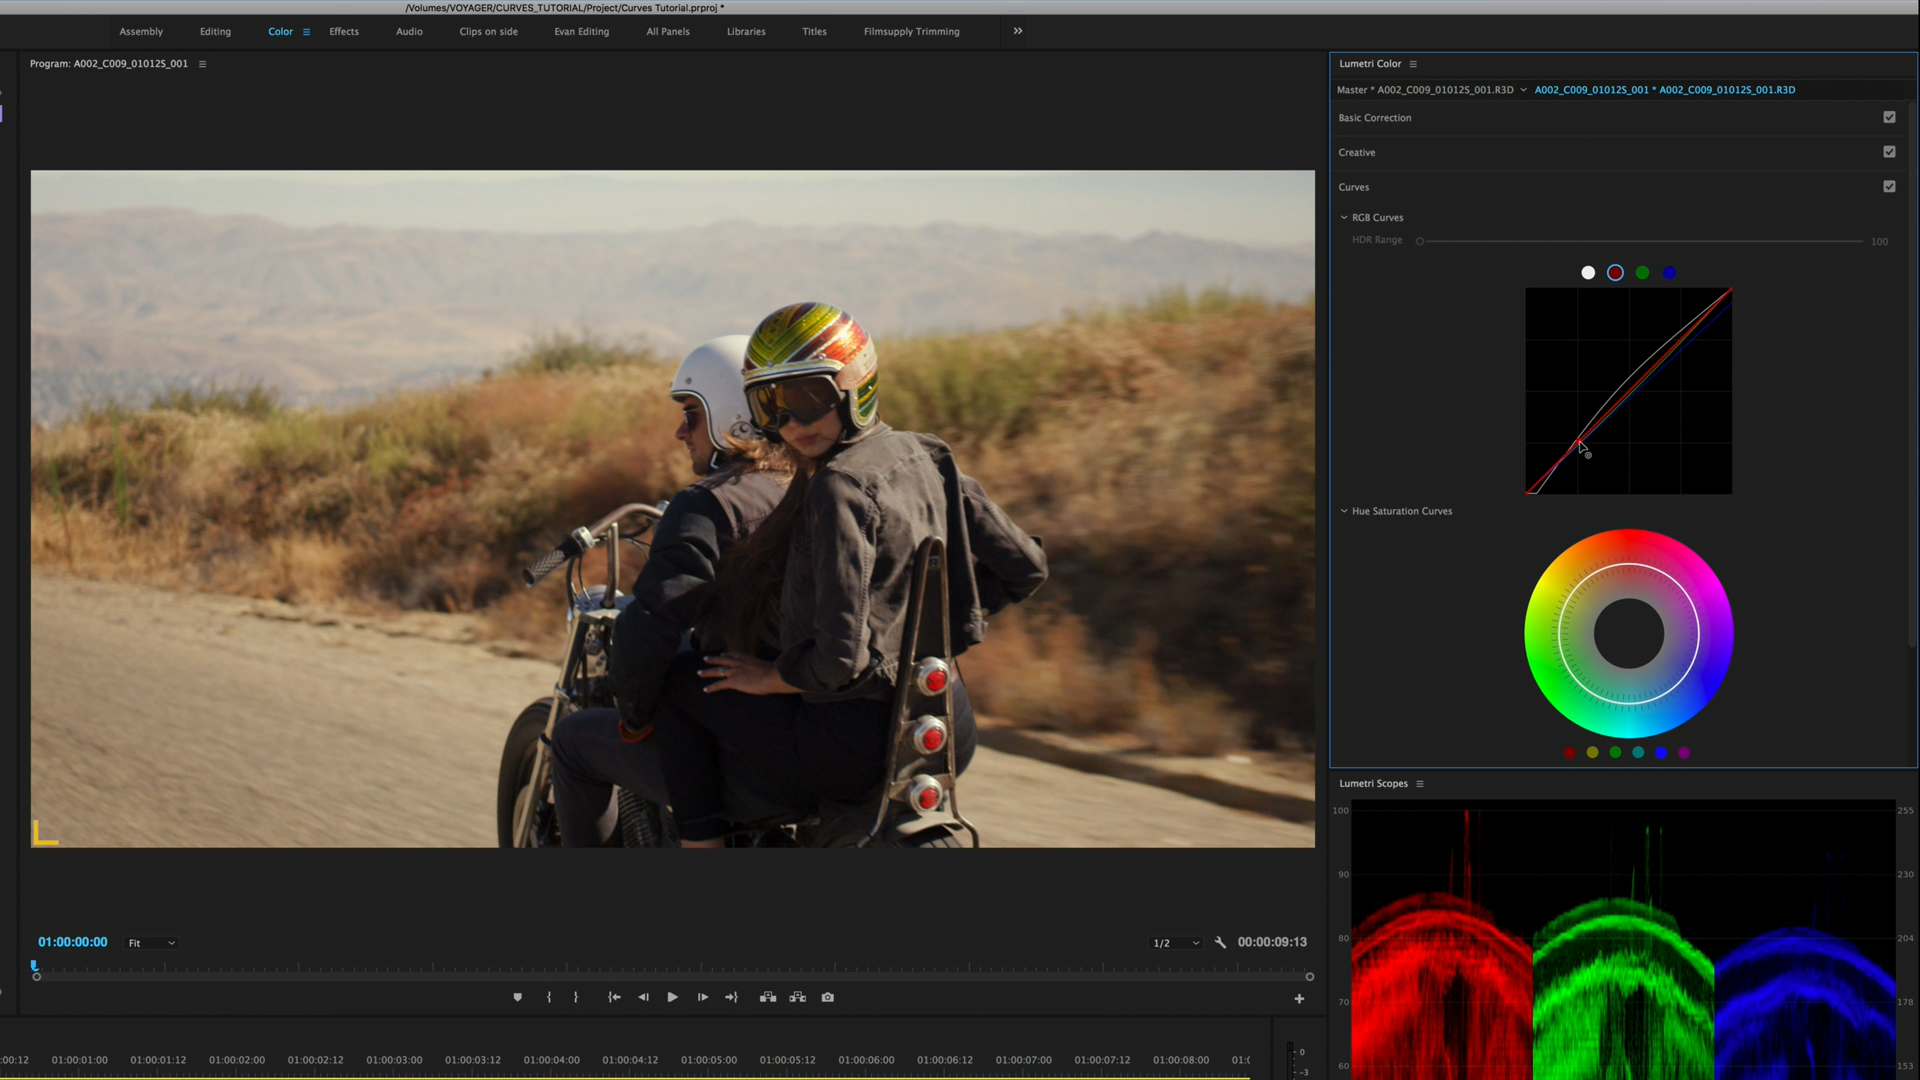 /Volumes/VOYAGER/CURVES_TUTORIAL/Project/Curves Tutorial.prproj *
Assembly Editing Color Effects Audio Clips on side Evan Editing All Panels Libraries Titles Filmsupply Trimming
Program: A002_C009_01012S_001
Lumetri Color
Master * A002_C009_01012S_001.R3D A002_C009_01012S_001 * A002_C009_01012S_001.R3D
Basic Correction
Creative
Curves
RGB Curves
HDR Range 100
Hue Saturation Curves
Lumetri Scopes
100 255
90 230
80 204
70 178
60 153
01:00:00:00 Fit 1/2 00:00:09:13
:00:12 01:00:01:00 01:00:01:12 01:00:02:00 01:00:02:12 01:00:03:00 01:00:03:12 01:00:04:00 01:00:04:12 01:00:05:00 01:00:05:12 01:00:06:00 01:00:06:12 01:00:07:00 01:00:07:12 01:00:08:00 01:0
0
-3